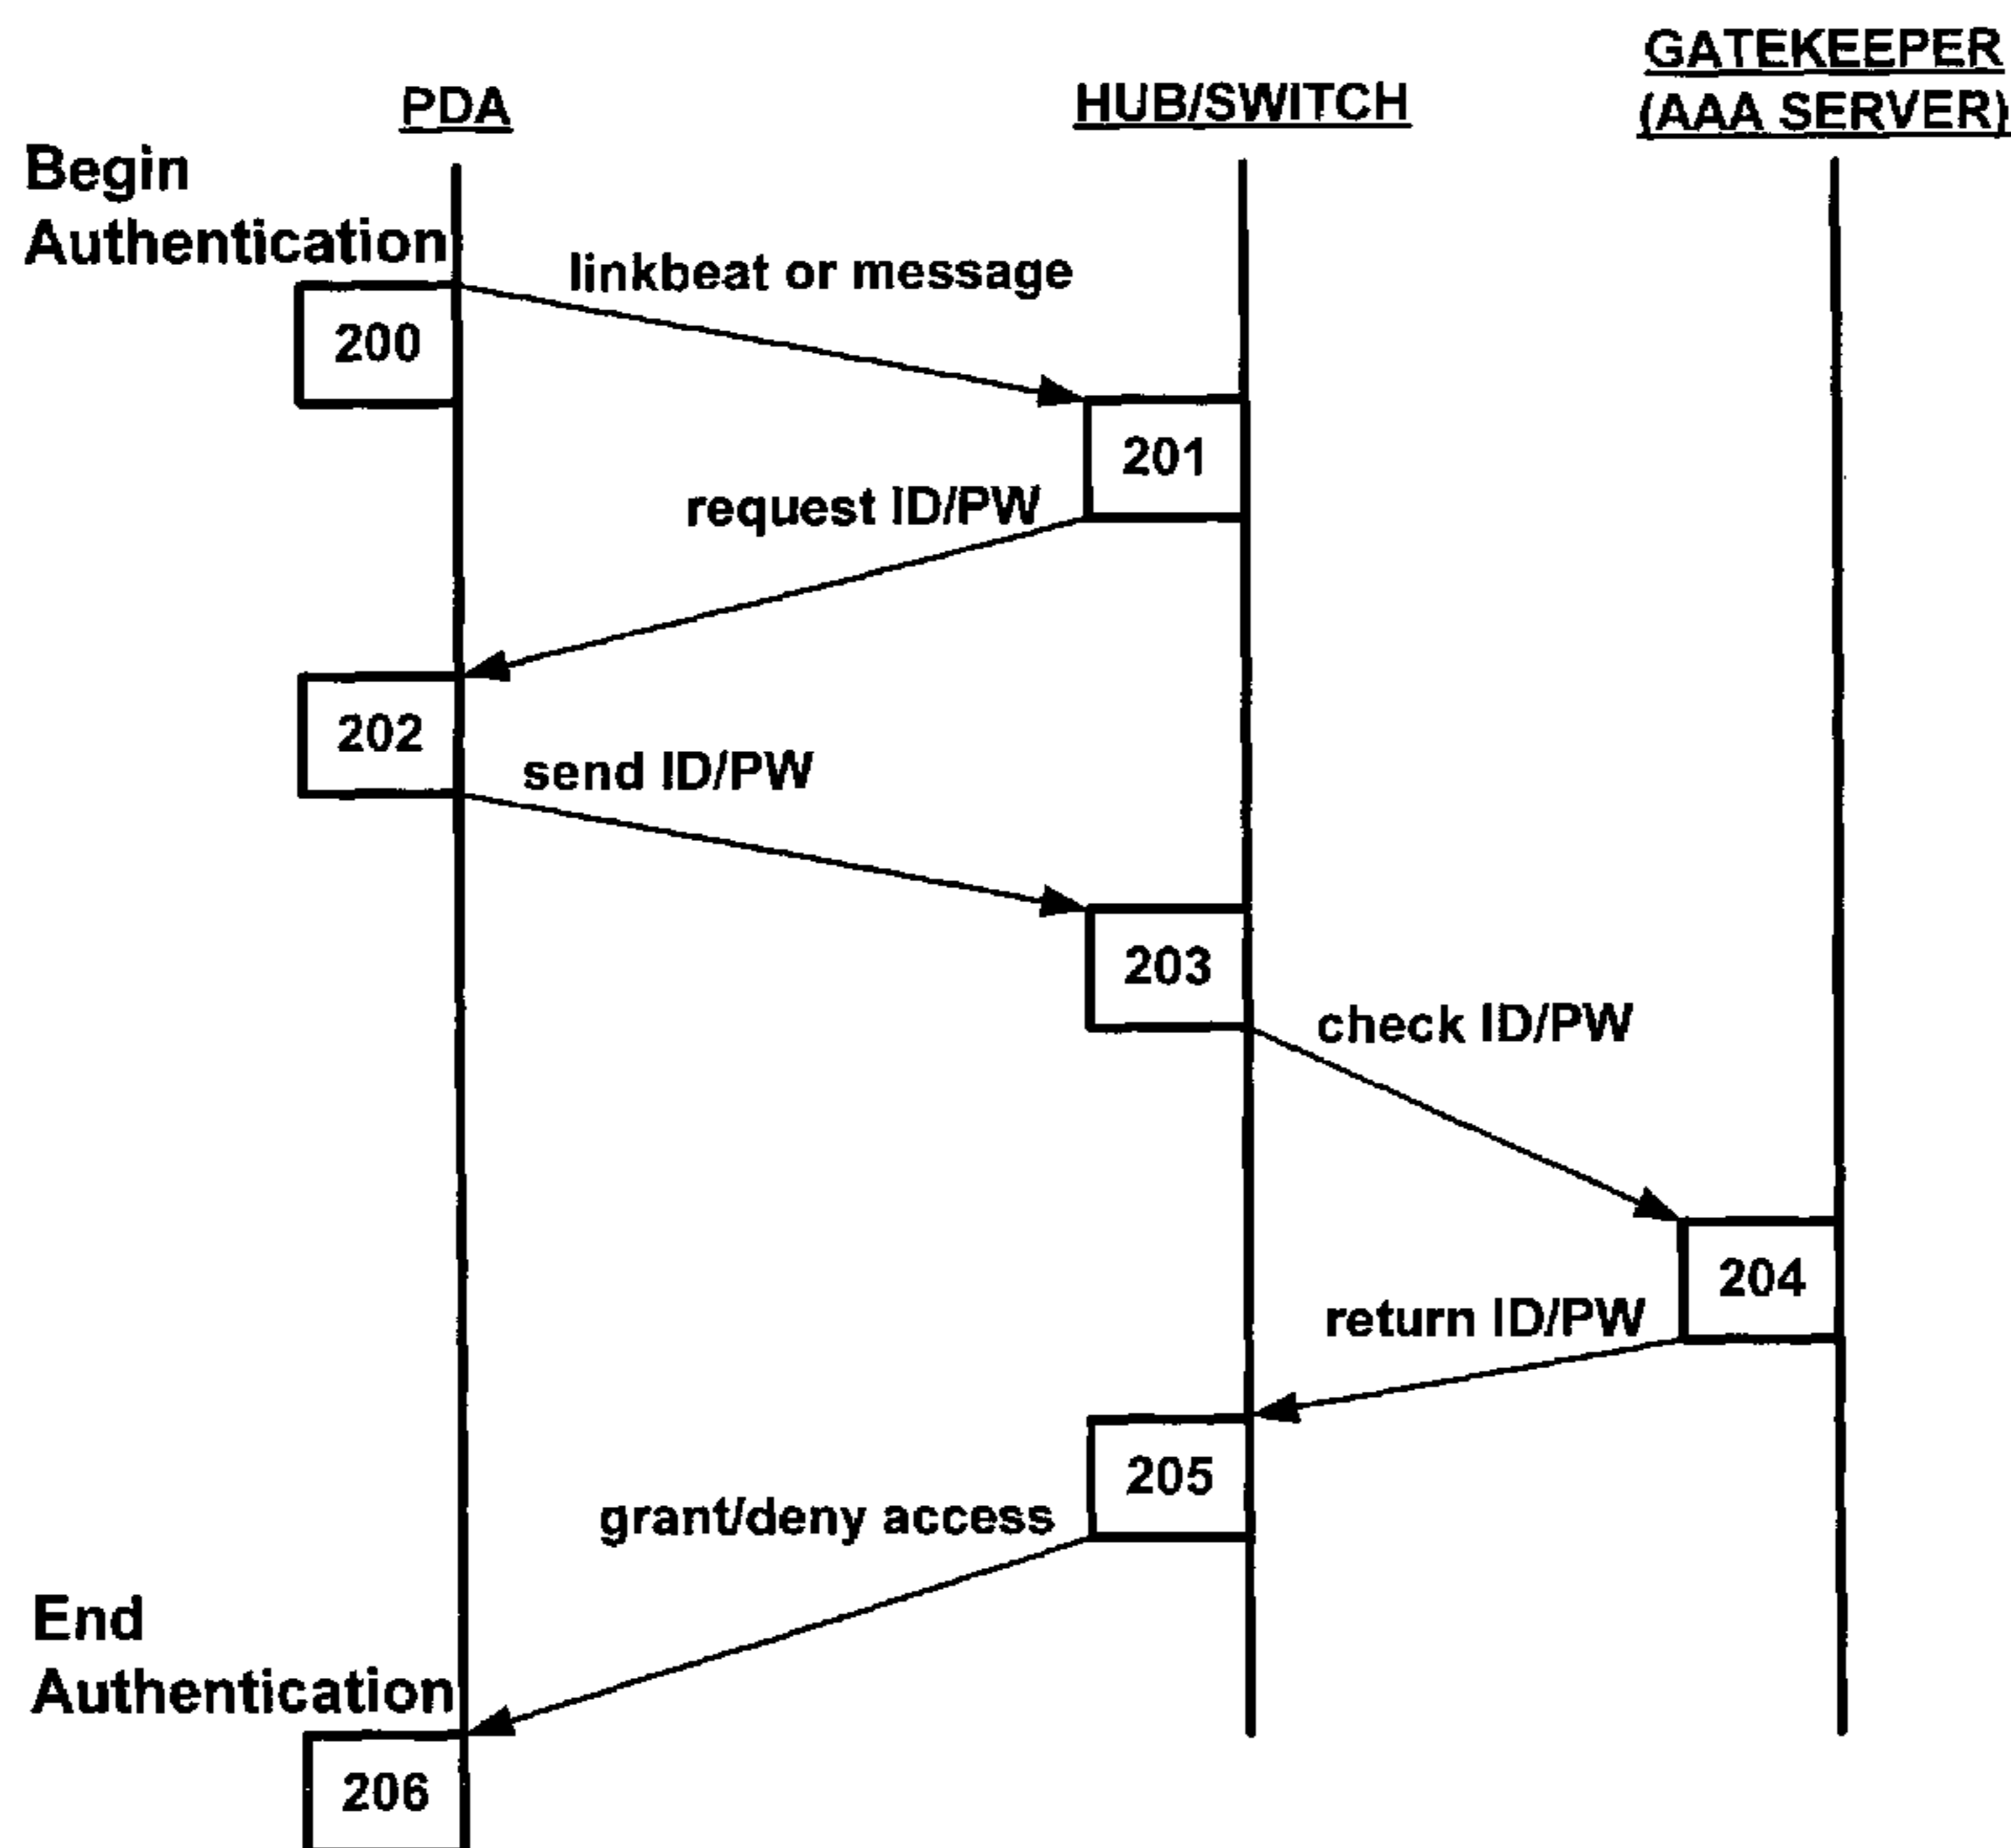 GATEKEEPER
(AAA SERVER)
PDA
HUB/SWITCH
Begin
Authentication
linkbeat or message
200
201
request ID/PW
202
send ID/PW
203
check ID/PW
204
return ID/PW
205
grant/deny access
End
Authentication
206